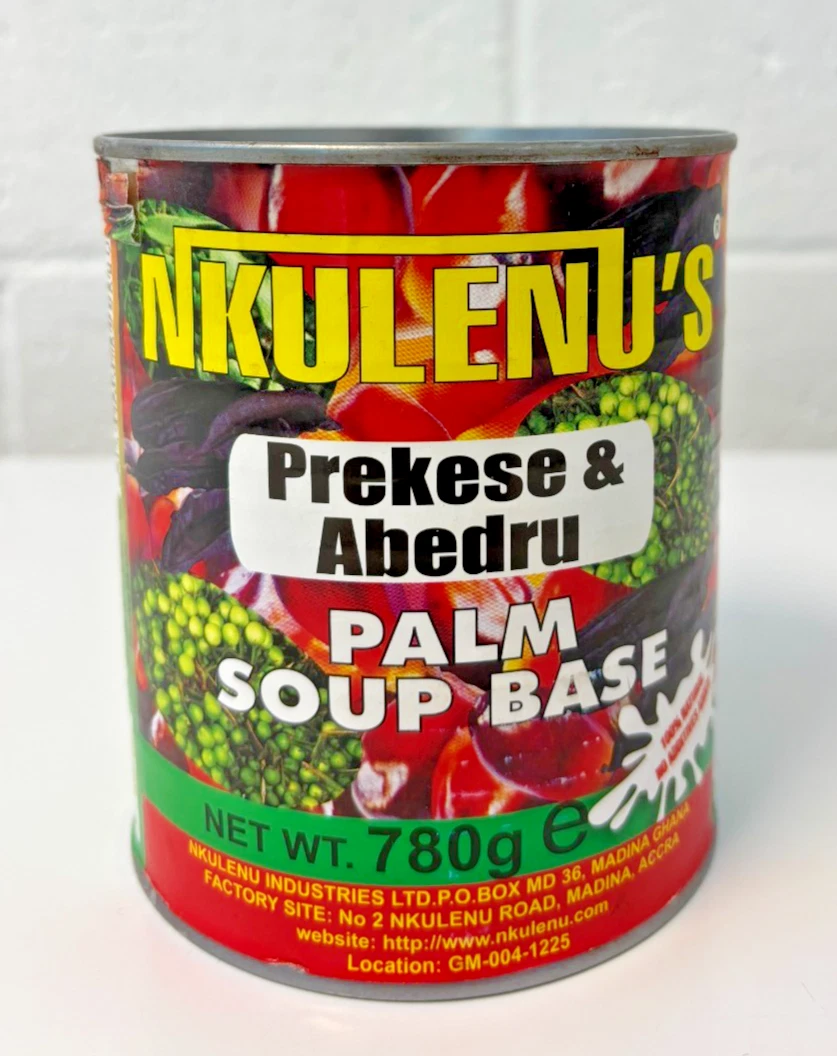 NKULENU'S®
Prekese &
Abedru
PALM
SOUP BASE
NET WT. 780g e
NKULENU INDUSTRIES LTD.P.O.BOX MD 36, MADINA GHANA
FACTORY SITE: No 2 NKULENU ROAD, MADINA, ACCRA
website: http://www.nkulenu.com
Location: GM-004-1225